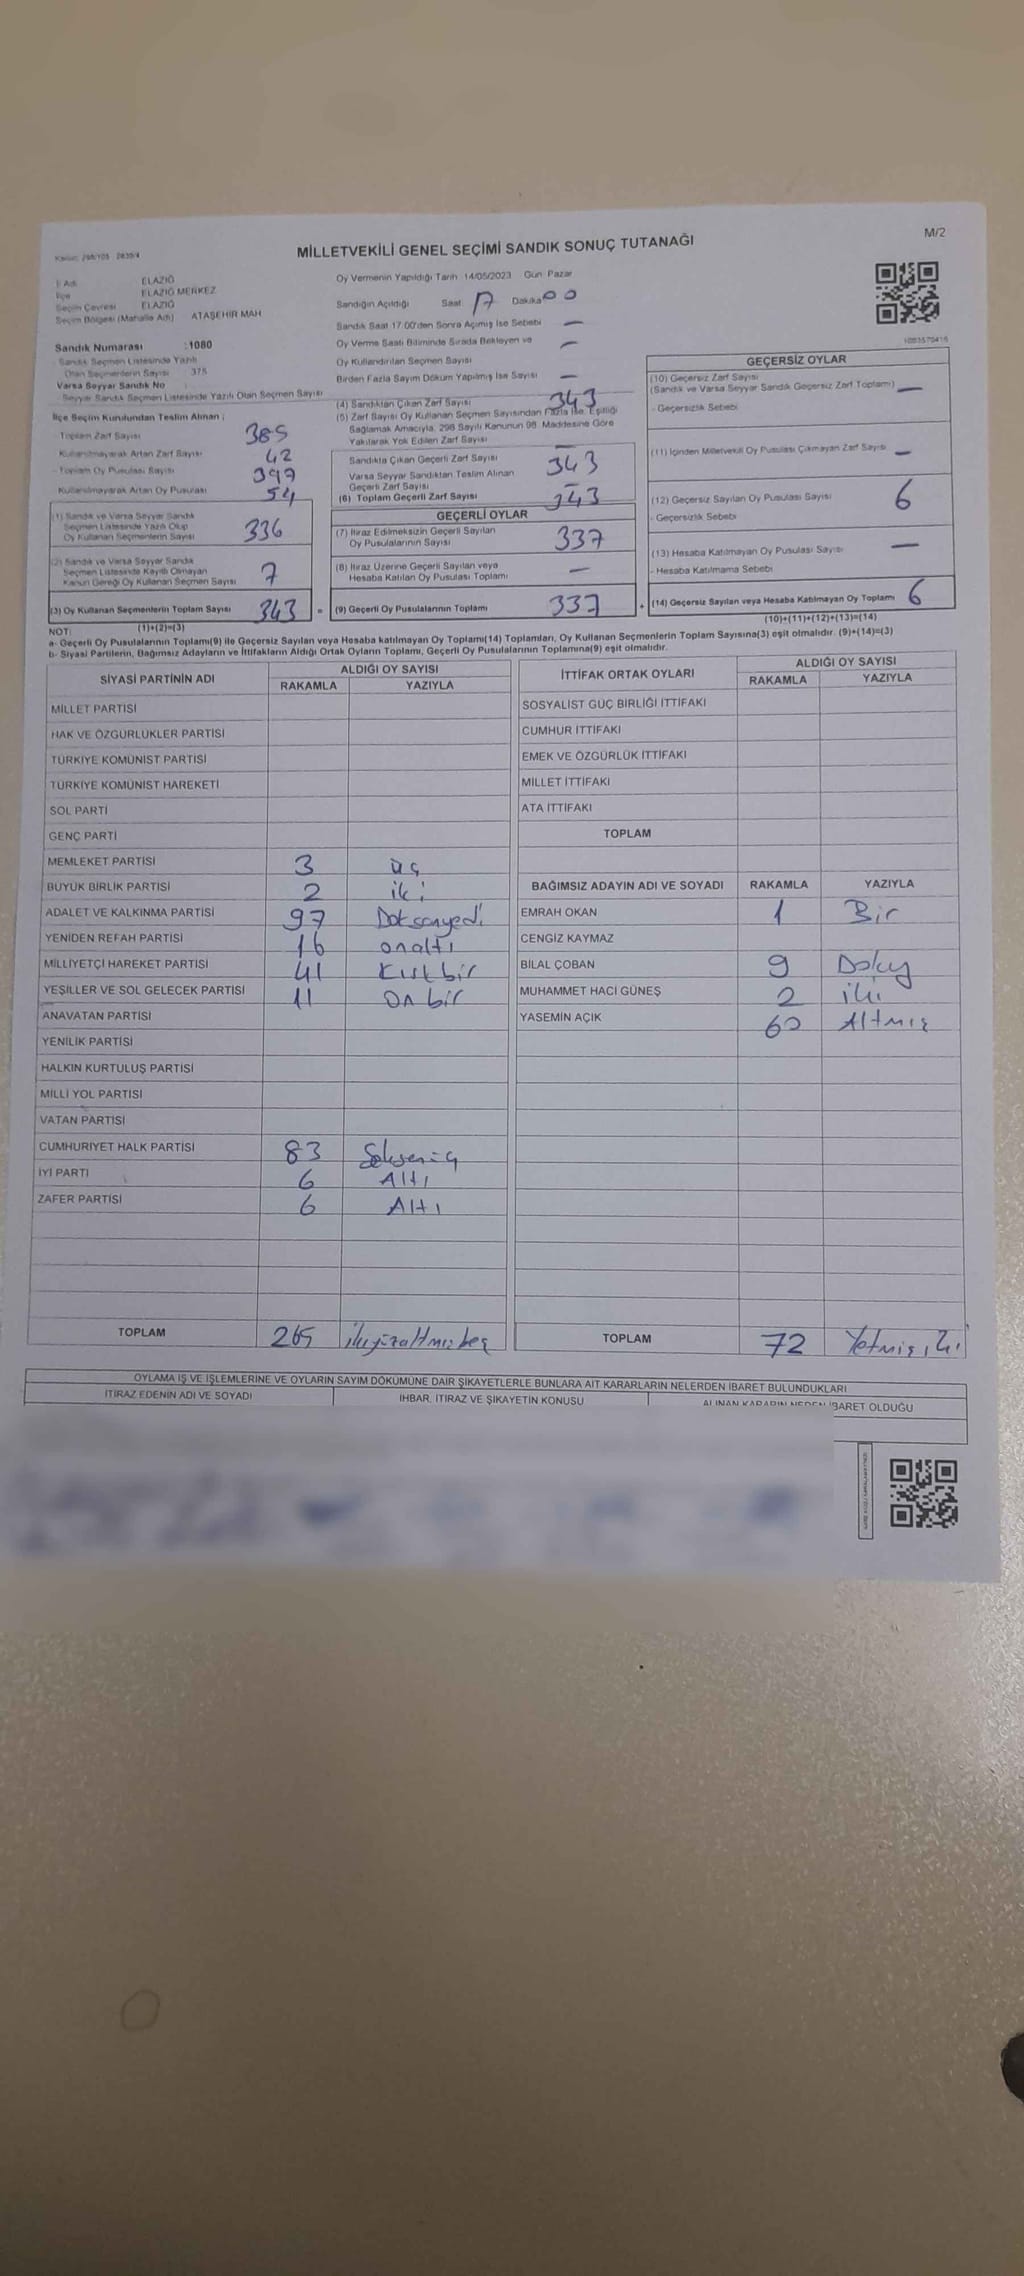 M/2
MİLLETVEKİLİ GENEL SEÇİMİ SANDIK SONUÇ TUTANAĞI
İl Adı ELAZIĞ
İlçe ELAZIĞ MERKEZ
Seçim Çevresi ELAZIĞ
Seçim Bölgesi (Mahalle Adı) ATAŞEHİR MAH
Sandık Numarası :1080
Sandık Seçmen Listesinde Yazılı
Olan Seçmenlerin Sayısı 375
Varsa Seyyar Sandık No
Seyyar Sandık Seçmen Listesinde Yazılı Olan Seçmen Sayısı
İlçe Seçim Kurulundan Teslim Alınan :
- Toplam Zarf Sayısı 385
Kullanılmayarak Artan Zarf Sayısı 42
- Toplam Oy Pusulası Sayısı 397
Kullanılmayarak Artan Oy Pusulası 54
(1) Sandık ve Varsa Seyyar Sandık
Seçmen Listesinde Yazılı Olup
Oy Kullanan Seçmenlerin Sayısı 336
(2) Sandık ve Varsa Seyyar Sandık
Seçmen Listesinde Kayıtlı Olmayan
Kanun Gereği Oy Kullanan Seçmen Sayısı 7
(3) Oy Kullanan Seçmenlerin Toplam Sayısı 343 =
(1)+(2)=(3)
Oy Vermenin Yapıldığı Tarih 14/05/2023 Gün Pazar
Sandığın Açıldığı Saat 17 Dakika 00
Sandık Saat 17:00'den Sonra Açılmış İse Sebebi —
Oy Verme Saati Bitiminde Sırada Bekleyen ve
Oy Kullandırılan Seçmen Sayısı —
Birden Fazla Sayım Döküm Yapılmış İse Sayısı —
(4) Sandıktan Çıkan Zarf Sayısı 343
(5) Zarf Sayısı Oy Kullanan Seçmen Sayısından Fazla İse, Eşitliği
Sağlamak Amacıyla, 298 Sayılı Kanunun 98. Maddesine Göre
Yakılarak Yok Edilen Zarf Sayısı —
Sandıkta Çıkan Geçerli Zarf Sayısı 343
Varsa Seyyar Sandıktan Teslim Alınan
Geçerli Zarf Sayısı —
(6) Toplam Geçerli Zarf Sayısı 343
GEÇERLİ OYLAR
(7) İtiraz Edilmeksizin Geçerli Sayılan
Oy Pusulalarının Sayısı 337
(8) İtiraz Üzerine Geçerli Sayılan veya
Hesaba Katılan Oy Pusulası Toplamı —
(9) Geçerli Oy Pusulalarının Toplamı 337 +
GEÇERSİZ OYLAR
(10) Geçersiz Zarf Sayısı
(Sandık ve Varsa Seyyar Sandık Geçersiz Zarf Toplamı) —
- Geçersizlik Sebebi
(11) İçinden Milletvekili Oy Pusulası Çıkmayan Zarf Sayısı —
(12) Geçersiz Sayılan Oy Pusulası Sayısı 6
- Geçersizlik Sebebi
(13) Hesaba Katılmayan Oy Pusulası Sayısı —
- Hesaba Katılmama Sebebi
(14) Geçersiz Sayılan veya Hesaba Katılmayan Oy Toplamı 6
(10)+(11)+(12)+(13)=(14)
NOT:
a- Geçerli Oy Pusulalarının Toplamı(9) ile Geçersiz Sayılan veya Hesaba katılmayan Oy Toplamı(14) Toplamları, Oy Kullanan Seçmenlerin Toplam Sayısına(3) eşit olmalıdır. (9)+(14)=(3)
b- Siyasi Partilerin, Bağımsız Adayların ve İttifakların Aldığı Ortak Oyların Toplamı, Geçerli Oy Pusulalarının Toplamına(9) eşit olmalıdır.
SİYASİ PARTİNİN ADI ALDIĞI OY SAYISI
RAKAMLA YAZIYLA
MİLLET PARTİSİ
HAK VE ÖZGÜRLÜKLER PARTİSİ
TÜRKİYE KOMÜNİST PARTİSİ
TÜRKİYE KOMÜNİST HAREKETİ
SOL PARTİ
GENÇ PARTİ
MEMLEKET PARTİSİ 3 üç
BÜYÜK BİRLİK PARTİSİ 2 iki
ADALET VE KALKINMA PARTİSİ 97 Doksanyedi
YENİDEN REFAH PARTİSİ 16 onaltı
MİLLİYETÇİ HAREKET PARTİSİ 41 Kırkbir
YEŞİLLER VE SOL GELECEK PARTİSİ 11 On bir
ANAVATAN PARTİSİ
YENİLİK PARTİSİ
HALKIN KURTULUŞ PARTİSİ
MİLLİ YOL PARTİSİ
VATAN PARTİSİ
CUMHURİYET HALK PARTİSİ 83 Seksenüç
İYİ PARTİ 6 Altı
ZAFER PARTİSİ 6 Altı
TOPLAM 265 ikiyüzaltmışbeş
İTTİFAK ORTAK OYLARI ALDIĞI OY SAYISI
RAKAMLA YAZIYLA
SOSYALİST GÜÇ BİRLİĞİ İTTİFAKI
CUMHUR İTTİFAKI
EMEK VE ÖZGÜRLÜK İTTİFAKI
MİLLET İTTİFAKI
ATA İTTİFAKI
TOPLAM
BAĞIMSIZ ADAYIN ADI VE SOYADI RAKAMLA YAZIYLA
EMRAH OKAN 1 Bir
CENGİZ KAYMAZ
BİLAL ÇOBAN 9 Dokuz
MUHAMMET HACİ GÜNEŞ 2 iki
YASEMİN AÇIK 60 Altmış
TOPLAM 72 Yetmiş iki
OYLAMA İŞ VE İŞLEMLERİNE VE OYLARIN SAYIM DÖKÜMÜNE DAİR ŞİKAYETLERLE BUNLARA AİT KARARLARIN NELERDEN İBARET BULUNDUKLARI
İTİRAZ EDENİN ADI VE SOYADI İHBAR, İTİRAZ VE ŞİKAYETİN KONUSU ALINAN KARARIN NEDEN İBARET OLDUĞU